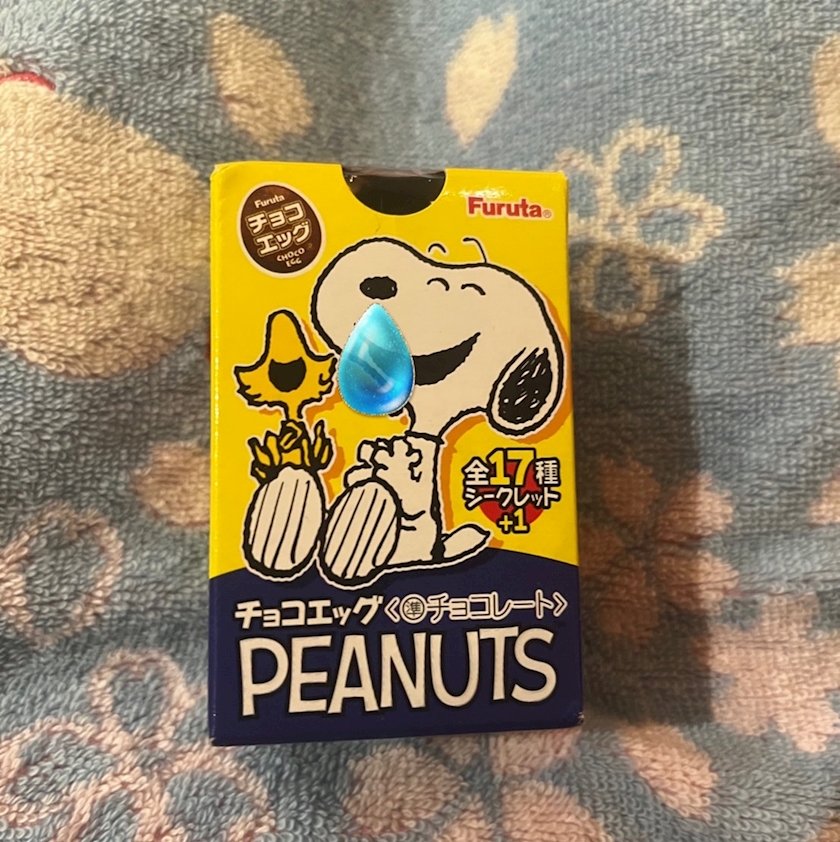 Furuta
チョコ
エッグ
CHOCO
EGG
Furuta®
全17種
シークレット
+1
チョコエッグ<㊜チョコレート>
PEANUTS